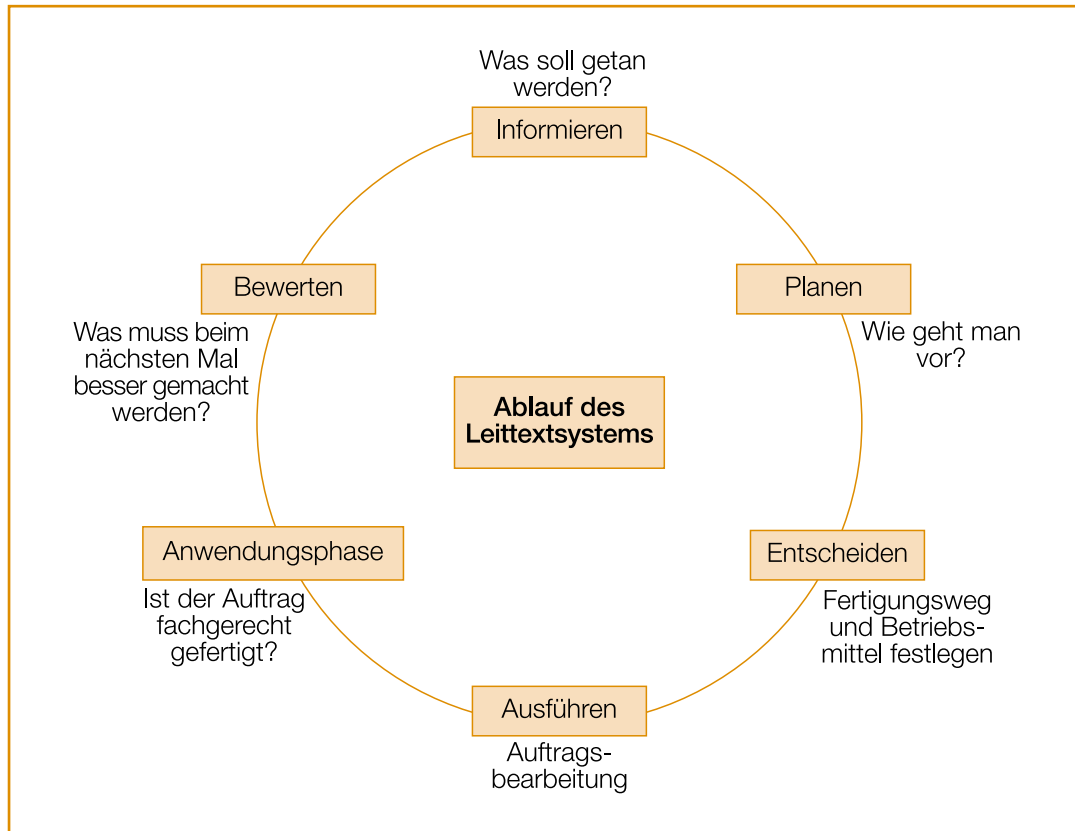 Was soll getan
werden?
Informieren
Planen
Wie geht man
vor?
Entscheiden
Fertigungsweg
und Betriebs-
mittel festlegen
Ausführen
Auftrags-
bearbeitung
Anwendungsphase
Ist der Auftrag
fachgerecht
gefertigt?
Bewerten
Was muss beim
nächsten Mal
besser gemacht
werden?
Ablauf des
Leittextsystems